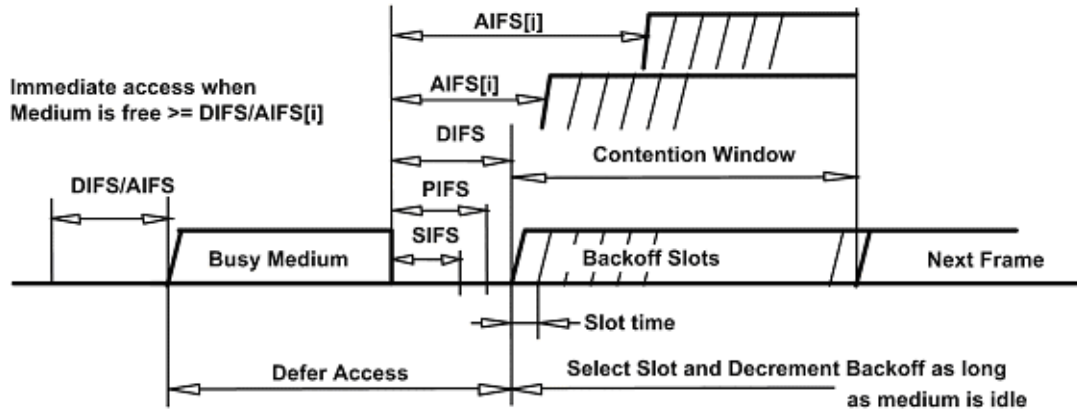 AIFS[i]
Immediate access when
Medium is free >= DIFS/AIFS[i]
AIFS[i]
DIFS
Contention Window
DIFS/AIFS
PIFS
SIFS
Busy Medium
Backoff Slots
Next Frame
Slot time
Defer Access
Select Slot and Decrement Backoff as long
as medium is idle